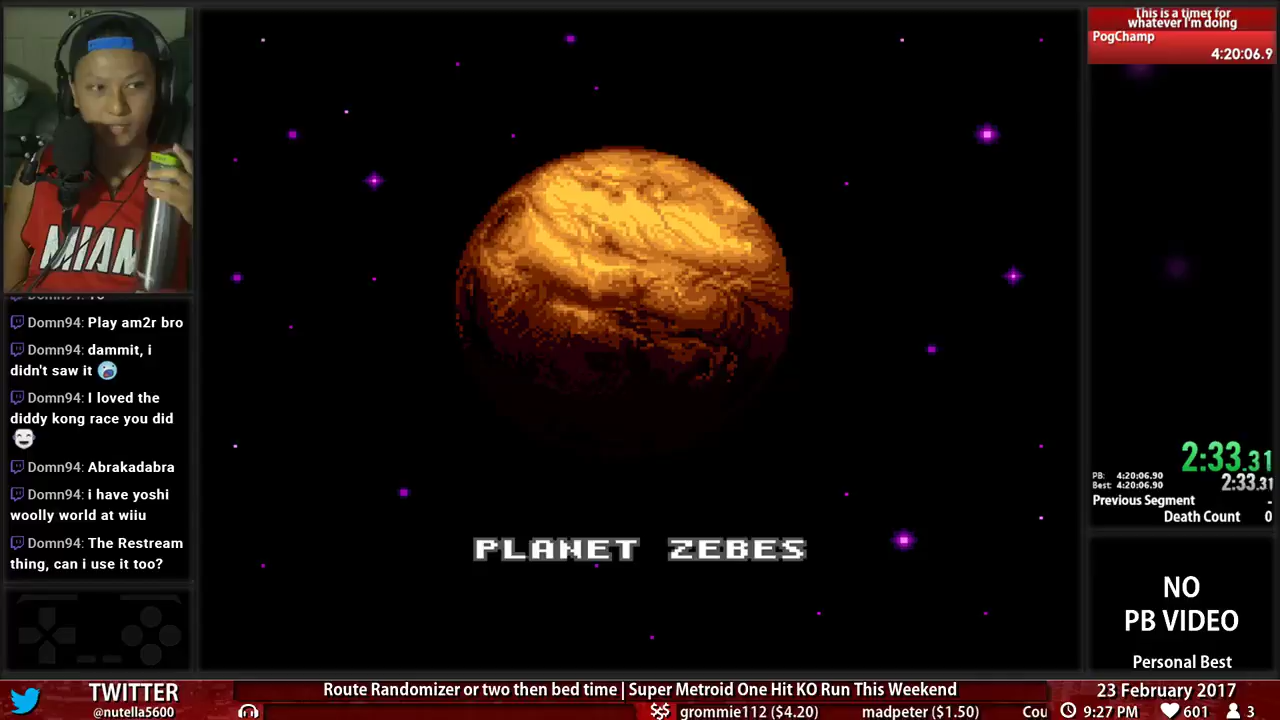 This is a timer for
whatever I'm doing
PogChamp
4:20:06.9
MIAMI
Domn94: Play am2r bro
Domn94: dammit, i
didn't saw it
Domn94: I loved the
diddy kong race you did
Domn94: Abrakadabra
Domn94: i have yoshi
woolly world at wiiu
Domn94: The Restream
thing, can i use it too?
PLANET ZEBES
2:33.31
PB: 4:20:06.90
Best: 4:20:06.90
2:33.31
Previous Segment -
Death Count 0
NO
PB VIDEO
Personal Best
TWITTER
@nutella5600
Route Randomizer or two then bed time | Super Metroid One Hit KO Run This Weekend
grommie112 ($4.20) madpeter ($1.50) Cou
23 February 2017
9:27 PM 601 3